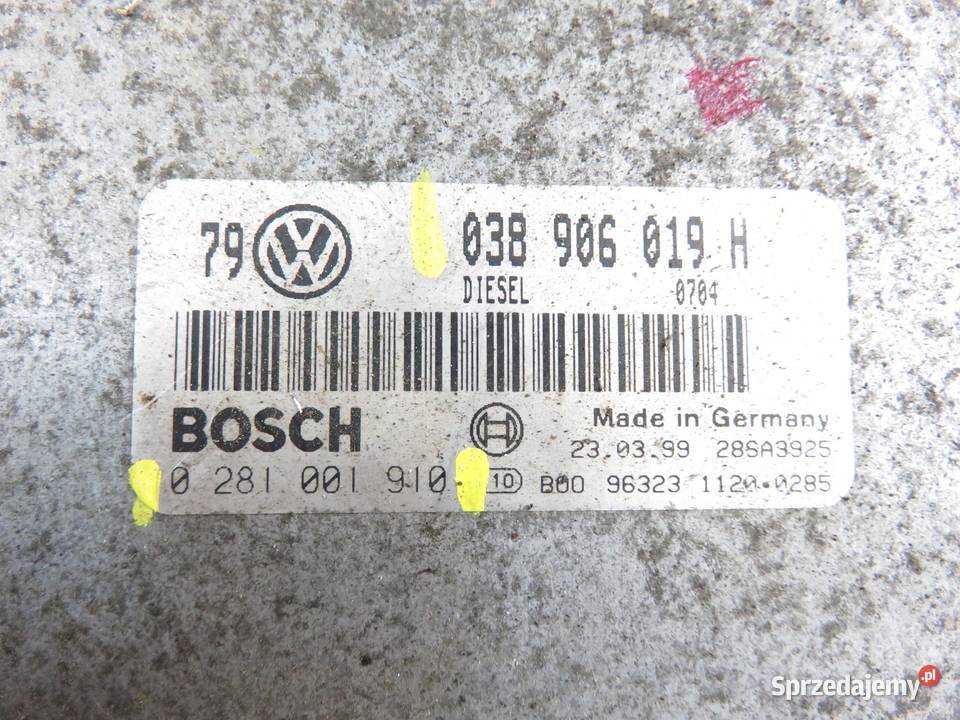 79 038 906 019 H
DIESEL 0704
BOSCH Made in Germany
23.03.99 28SA3925
0 281 001 910 10 B00 96323 1120 0285
Sprzedajemy.pl